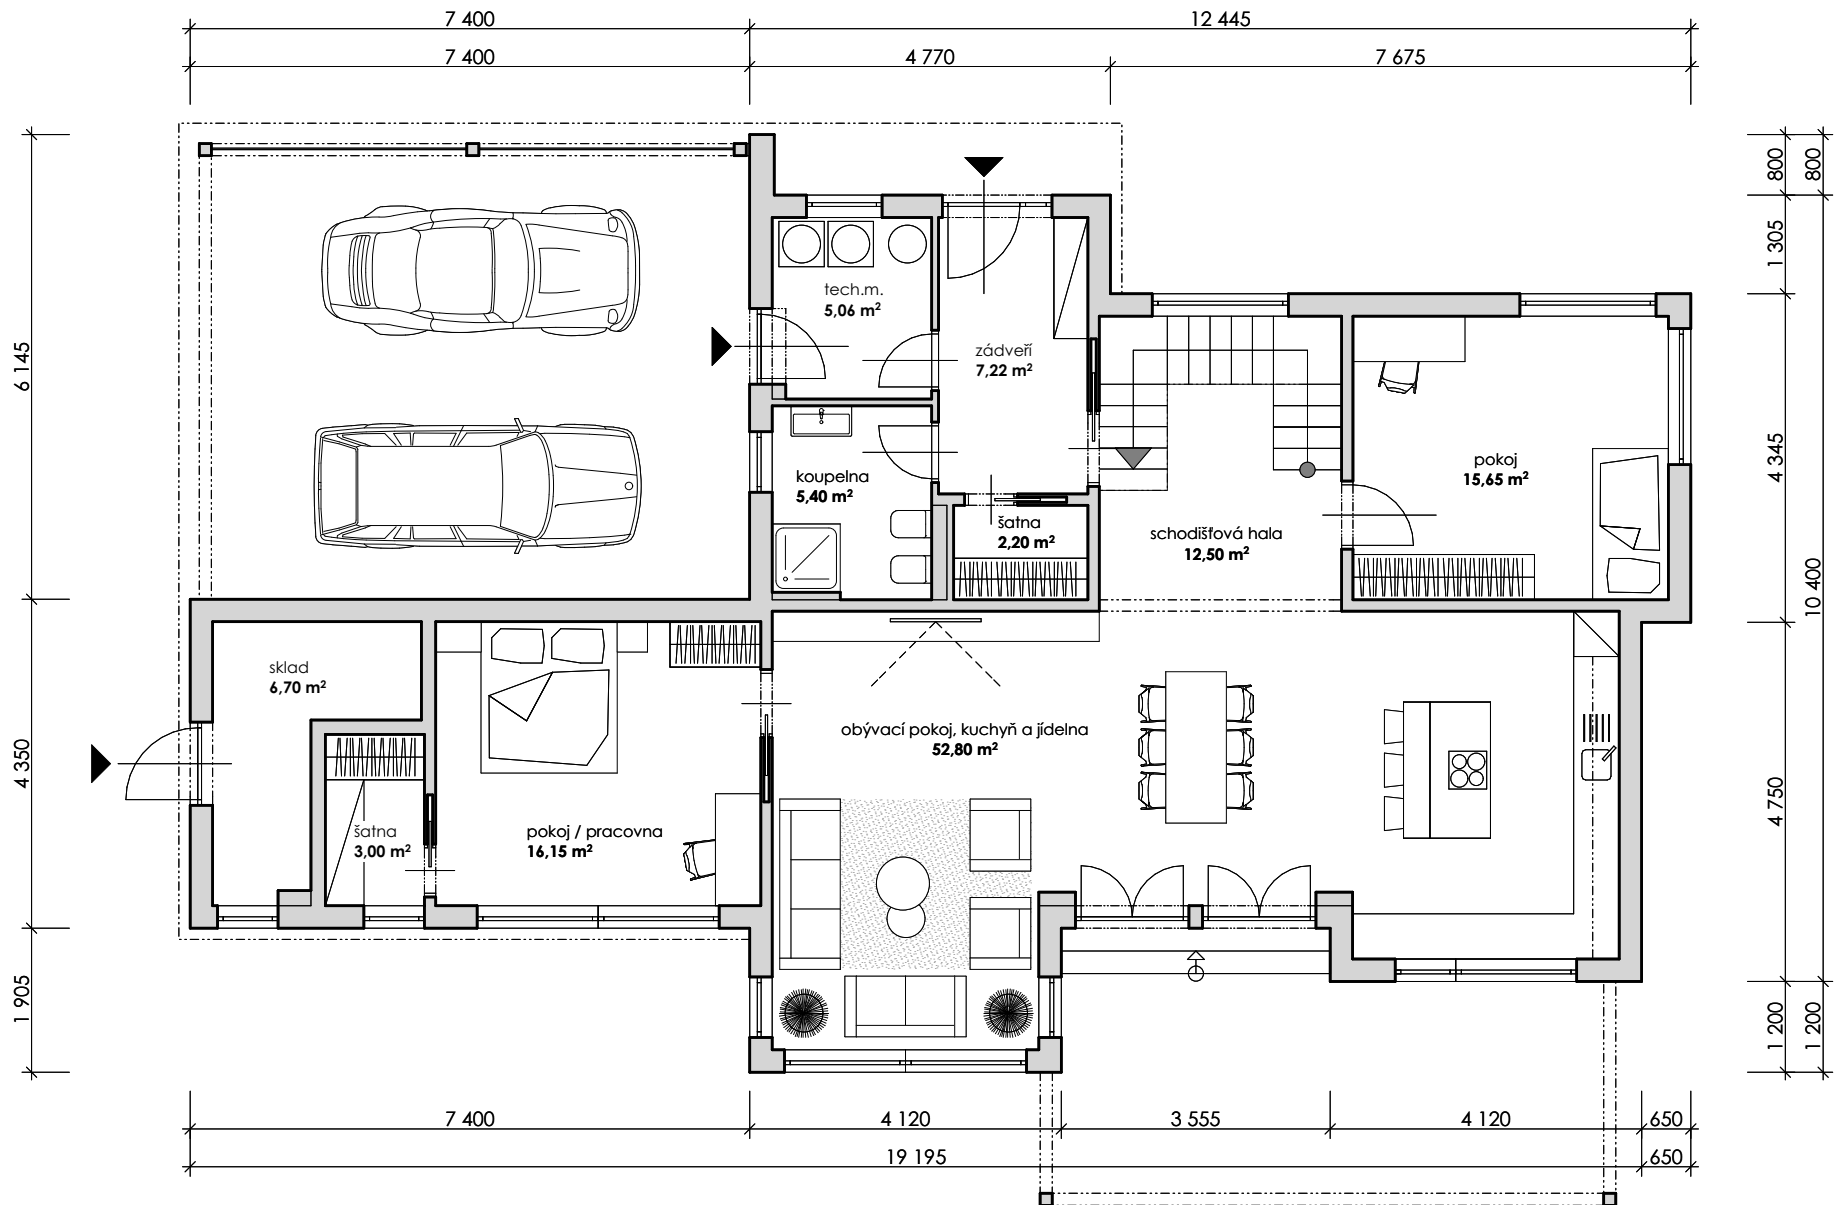 7 400
12 445
7 400
4 770
7 675
800
800
1 305
6 145
4 345
10 400
4 350
4 750
1 905
1 200
1 200
tech.m.
5,06 m²
zádveří
7,22 m²
koupelna
5,40 m²
pokoj
15,65 m²
šatna
2,20 m²
schodišťová hala
12,50 m²
sklad
6,70 m²
obývací pokoj, kuchyň a jídelna
52,80 m²
šatna
3,00 m²
pokoj / pracovna
16,15 m²
7 400
4 120
3 555
4 120
650
19 195
650